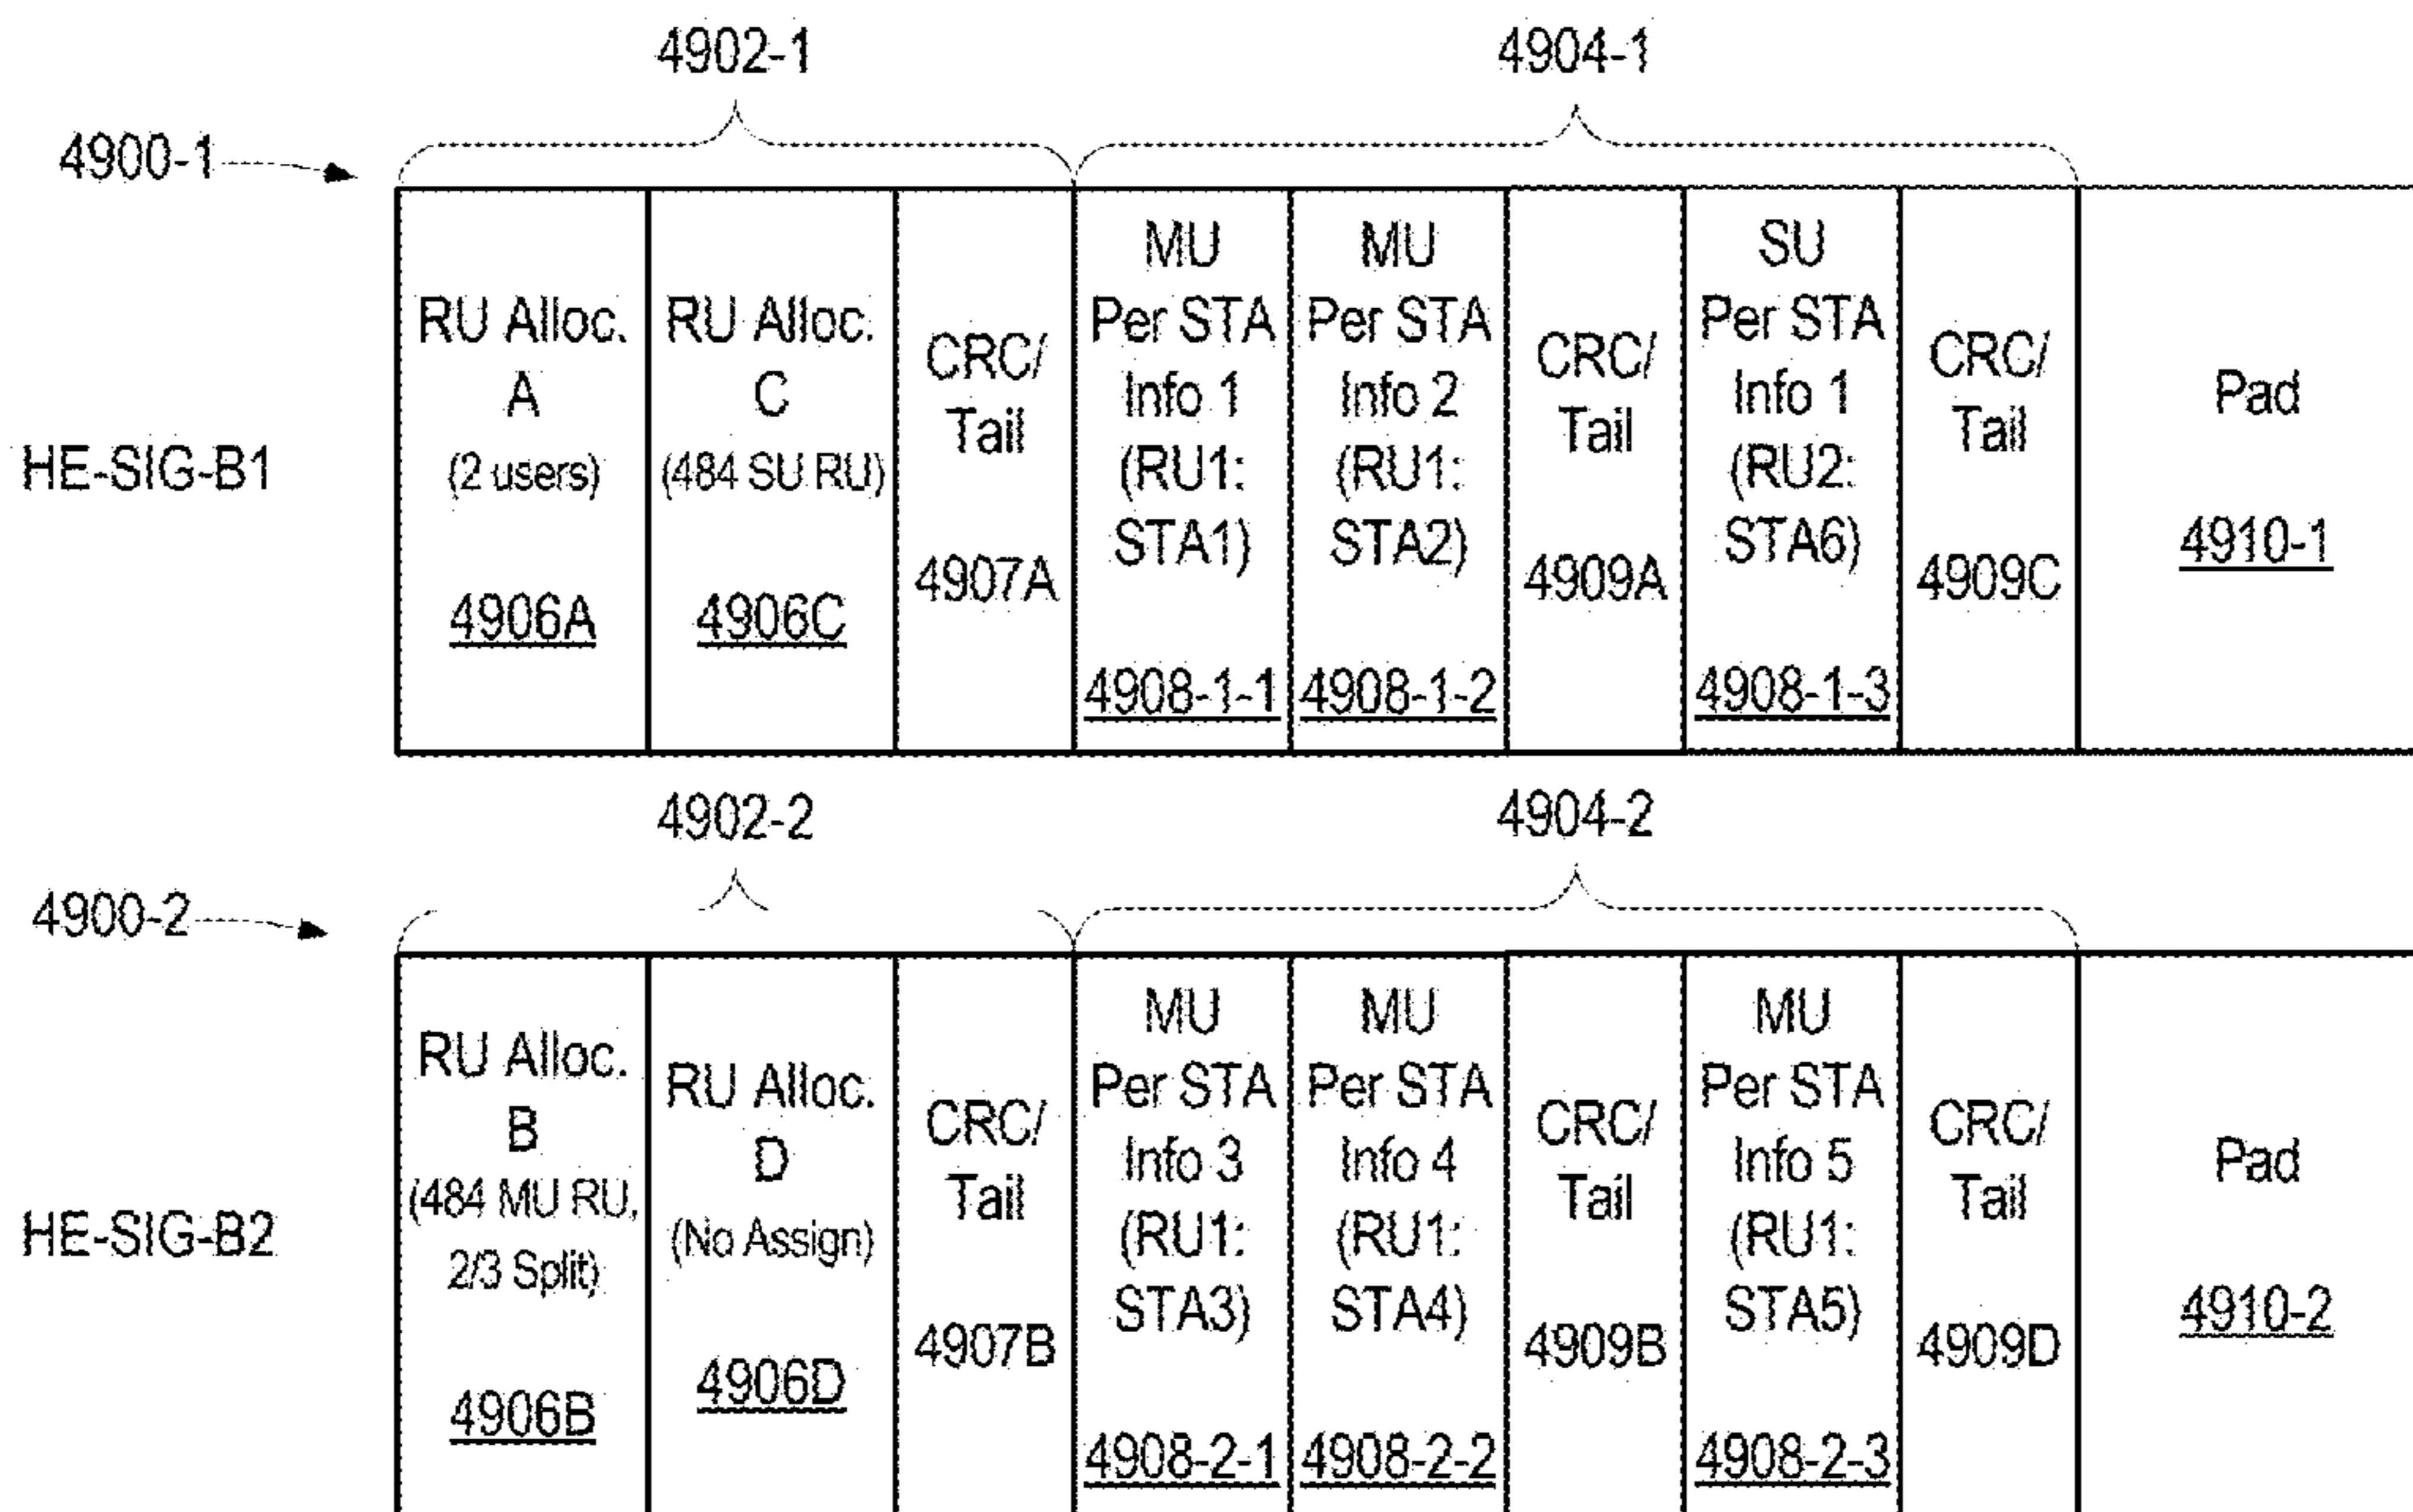 4902-1
4904-1
4900-1
HE-SIG-B1
RU Alloc.
A
(2 users)
4906A
RU Alloc.
C
(484 SU RU)
4906C
CRC/
Tail
4907A
MU
Per STA
Info 1
(RU1:
STA1)
4908-1-1
MU
Per STA
Info 2
(RU1:
STA2)
4908-1-2
CRC/
Tail
4909A
SU
Per STA
Info 1
(RU2:
STA6)
4908-1-3
CRC/
Tail
4909C
Pad
4910-1
4902-2
4904-2
4900-2
HE-SIG-B2
RU Alloc.
B
(484 MU RU,
2/3 Split)
4906B
RU Alloc.
D
(No Assign)
4906D
CRC/
Tail
4907B
MU
Per STA
Info 3
(RU1:
STA3)
4908-2-1
MU
Per STA
Info 4
(RU1:
STA4)
4908-2-2
CRC/
Tail
4909B
MU
Per STA
Info 5
(RU1:
STA5)
4908-2-3
CRC/
Tail
4909D
Pad
4910-2